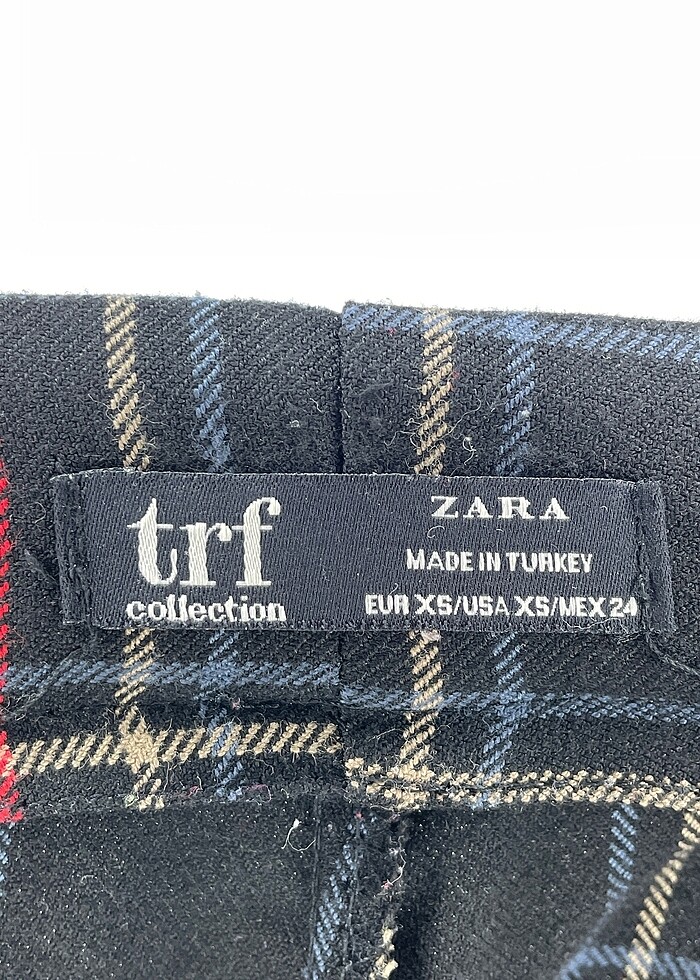 trf
collection
ZARA
MADE IN TURKEY
EUR XS/USA XS/MEX 24